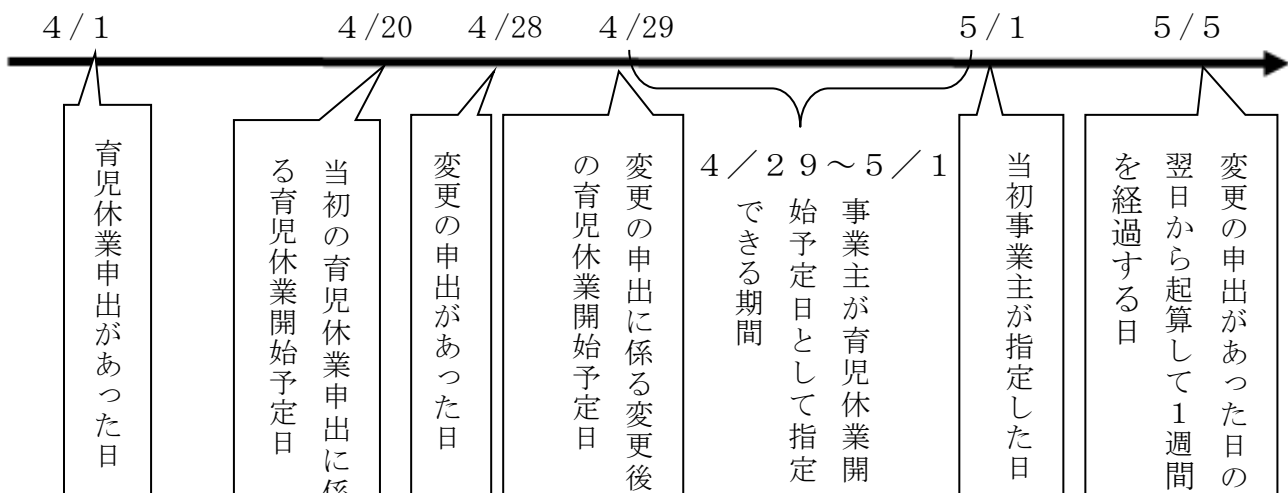 4/1
4/20
4/28
4/29
5/1
5/5
育児休業申出があった日
当初の育児休業申出に係
る育児休業開始予定日
変更の申出があった日
変更の申出に係る変更後
の育児休業開始予定日
4／29～5／1
事業主が育児休業開
始予定日として指定
できる期間
当初事業主が指定した日
変更の申出があった日の
翌日から起算して1週間
を経過する日